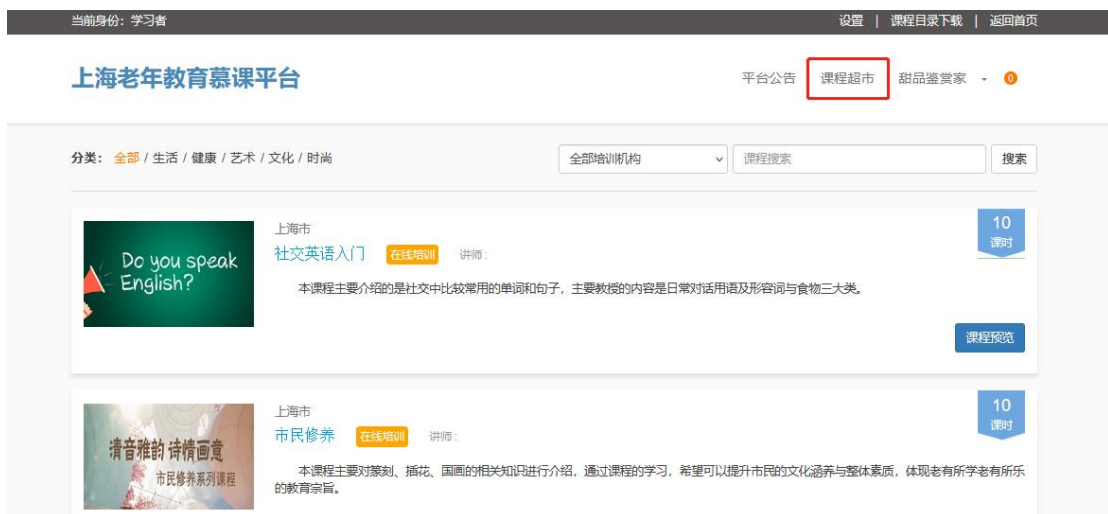 当前身份：学习者
设置 | 课程目录下载 | 返回首页
上海老年教育慕课平台
平台公告 课程超市 甜品鉴赏家 0
分类： 全部 / 生活 / 健康 / 艺术 / 文化 / 时尚
全部培训机构
课程搜索
搜索
Do you speak
English?
上海市
社交英语入门 在线培训 讲师：
本课程主要介绍的是社交中比较常用的单词和句子，主要教授的内容是日常对话用语及形容词与食物三大类。
10
课时
课程预览
清音雅韵 诗情画意
市民修养系列课程
上海市
市民修养 在线培训 讲师：
本课程主要对篆刻、插花、国画的相关知识进行介绍，通过课程的学习，希望可以提升市民的文化涵养与整体素质，体现老有所学老有所乐
的教育宗旨。
10
课时